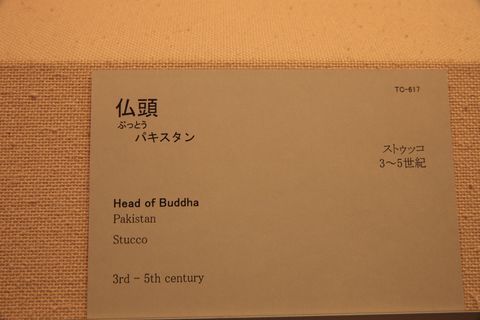 TC-617
仏頭
ぶっとう
パキスタン
ストゥッコ
3～5世紀
Head of Buddha
Pakistan
Stucco
3rd – 5th century